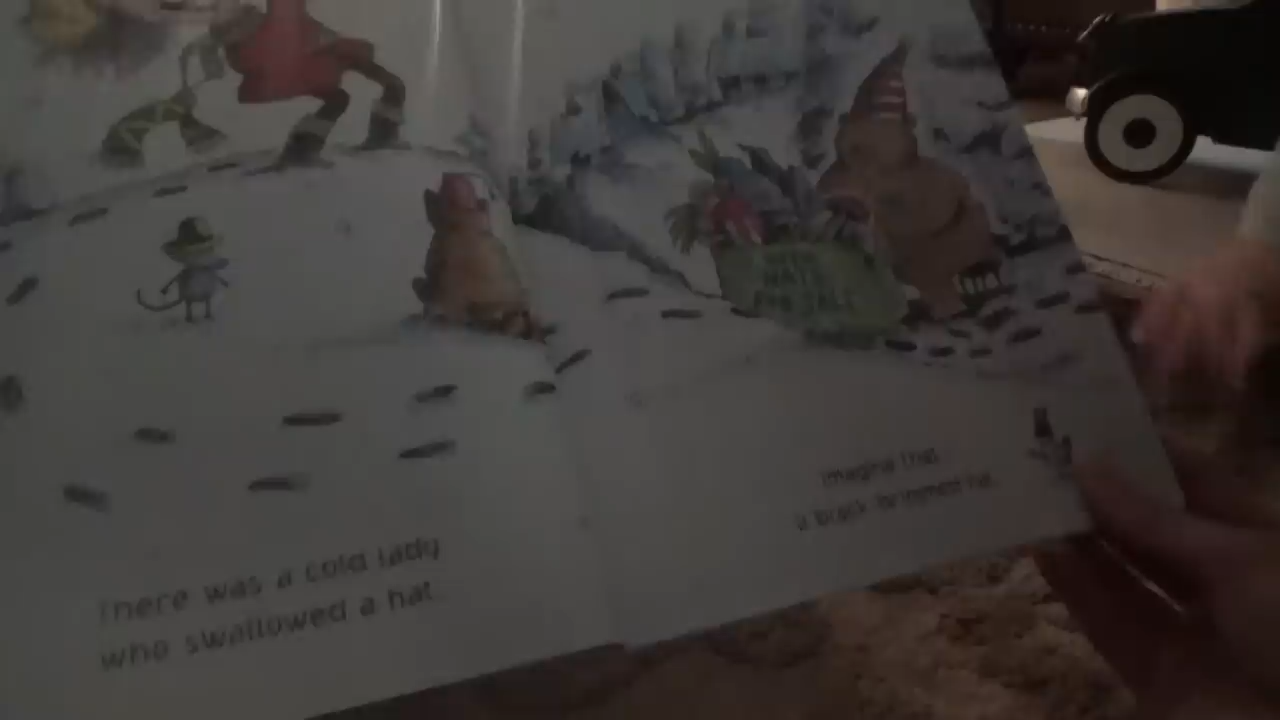 There was a cold lady
who swallowed a hat.
Imagine that...
a black-brimmed hat.